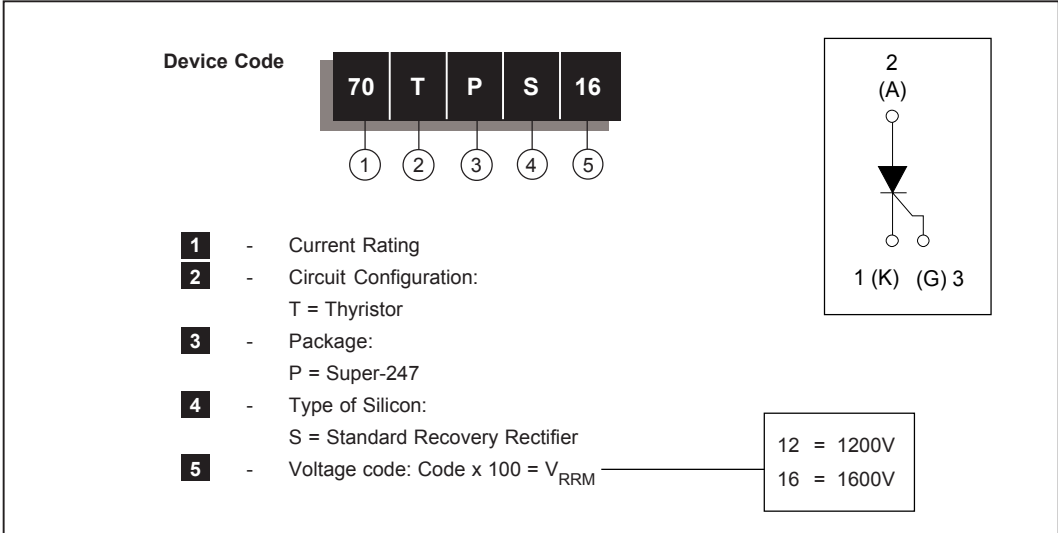 Device Code
70 T P S 16
1 2 3 4 5
2
(A)
1 (K) (G) 3
1 - Current Rating
2 - Circuit Configuration:
T = Thyristor
3 - Package:
P = Super-247
4 - Type of Silicon:
S = Standard Recovery Rectifier
5 - Voltage code: Code x 100 = VRRM
12 = 1200V
16 = 1600V